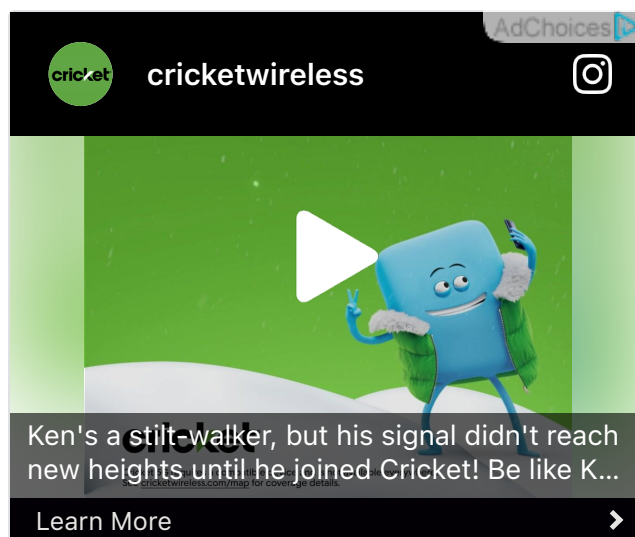 AdChoices
cricket
cricketwireless
Ken's a stilt-walker, but his signal didn't reach
new heights...until he joined Cricket! Be like K...
cricket
See cricketwireless.com/map for coverage details.
Learn More